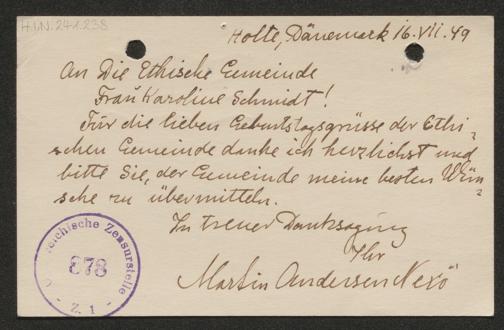 H.I.N. 241.238
Holte, Dänemark 16.VII.49
An Die Ethische Gemeinde
Frau Karoline Schmidt!
Für die lieben Geburtstagsgrüsse der Ethi-
schen Gemeinde danke ich herzlichst und
bitte Sie, der Gemeinde meine besten Wün-
sche zu übermitteln.
In treuer Danksagung
Ihr
Martin Andersen Nexö
reichische Zensurstelle
878
Z. 1